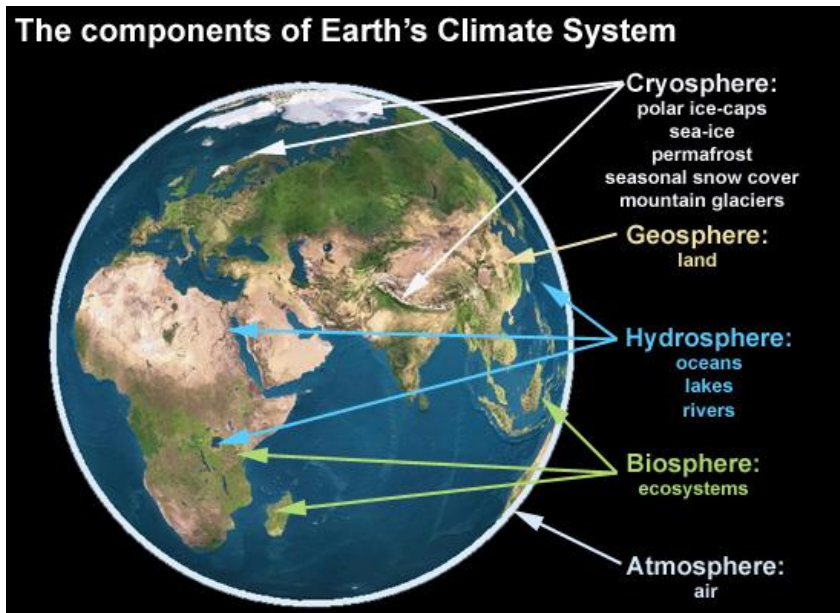 The components of Earth's Climate System
Cryosphere:
polar ice-caps
sea-ice
permafrost
seasonal snow cover
mountain glaciers
Geosphere:
land
Hydrosphere:
oceans
lakes
rivers
Biosphere:
ecosystems
Atmosphere:
air